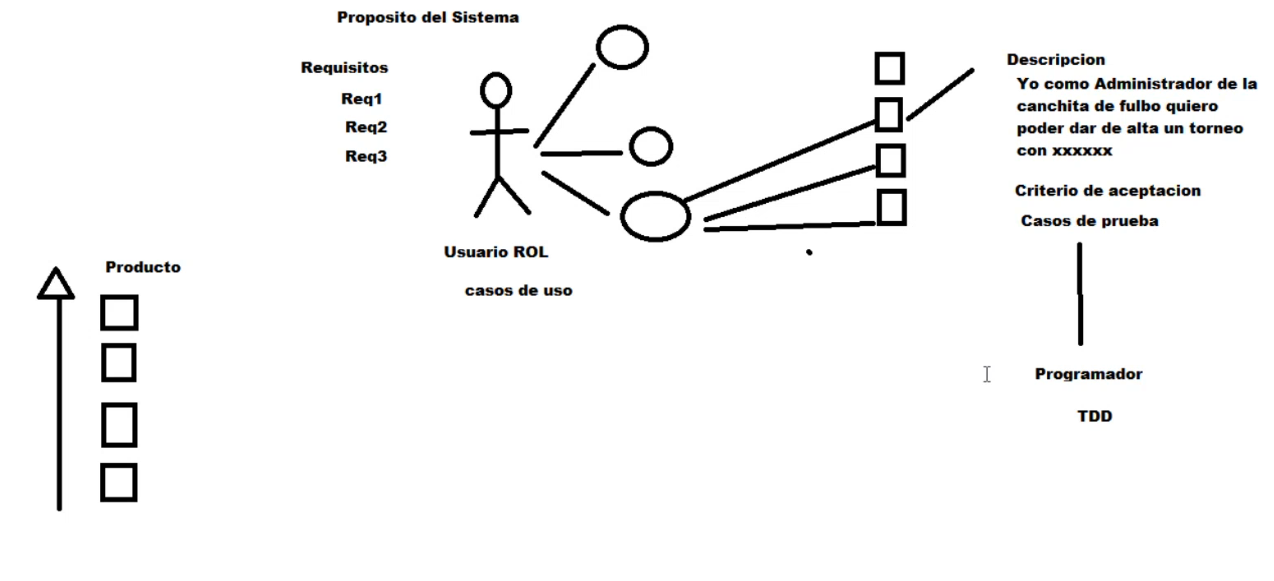 Proposito del Sistema
Requisitos
Req1
Req2
Req3
Usuario ROL
casos de uso
Producto
Descripcion
Yo como Administrador de la
canchita de fulbo quiero
poder dar de alta un torneo
con xxxxxx
Criterio de aceptacion
Casos de prueba
Programador
TDD